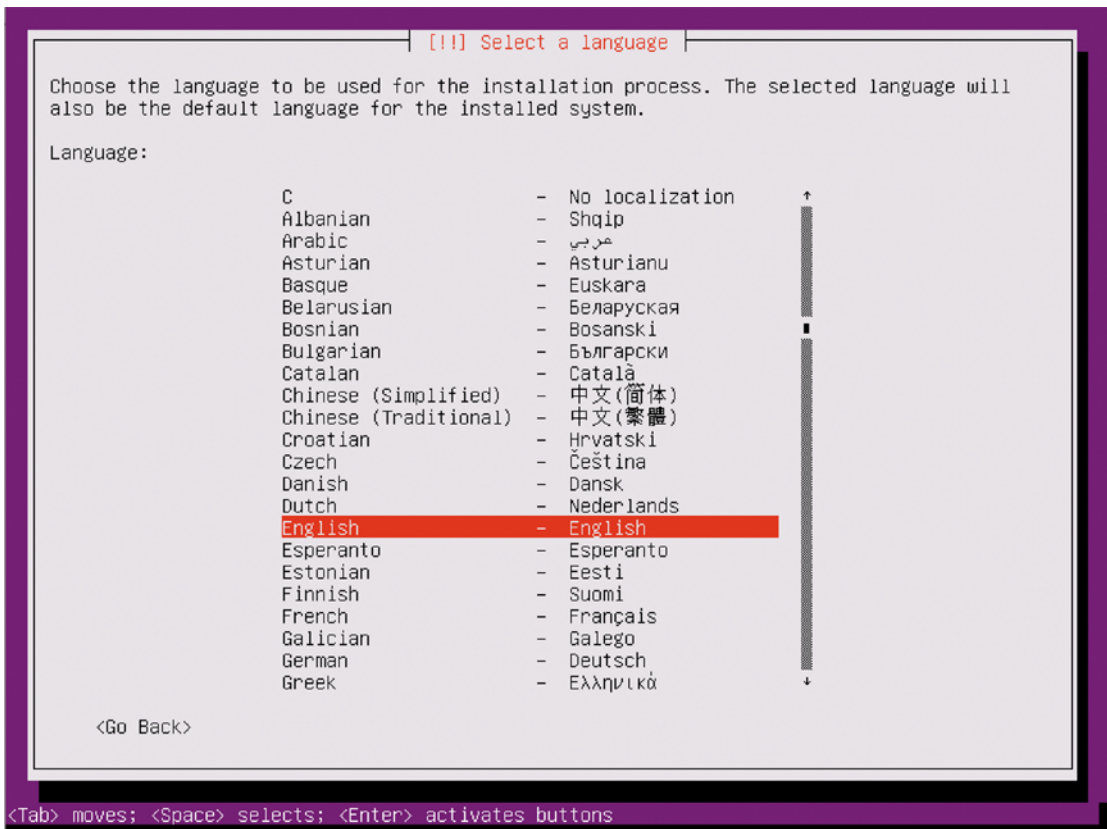 [!!] Select a language
Choose the language to be used for the installation process. The selected language will
also be the default language for the installed system.
Language:
C - No localization
Albanian - Shqip
Arabic - عربي
Asturian - Asturianu
Basque - Euskara
Belarusian - Беларуская
Bosnian - Bosanski
Bulgarian - Български
Catalan - Català
Chinese (Simplified) - 中文(简体)
Chinese (Traditional) - 中文(繁體)
Croatian - Hrvatski
Czech - Čeština
Danish - Dansk
Dutch - Nederlands
English - English
Esperanto - Esperanto
Estonian - Eesti
Finnish - Suomi
French - Français
Galician - Galego
German - Deutsch
Greek - Ελληνικά
<Go Back>
<Tab> moves; <Space> selects; <Enter> activates buttons